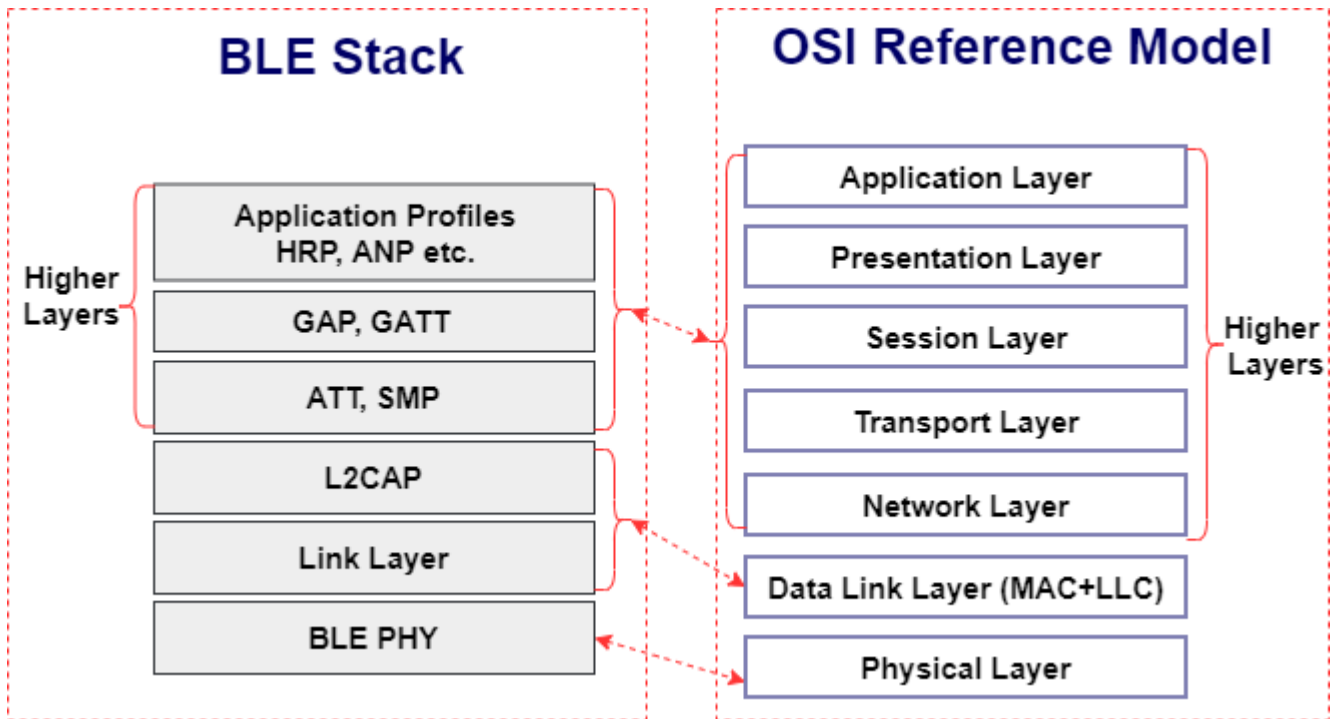 BLE Stack
Higher
Layers
Application Profiles
HRP, ANP etc.
GAP, GATT
ATT, SMP
L2CAP
Link Layer
BLE PHY
OSI Reference Model
Application Layer
Presentation Layer
Session Layer
Transport Layer
Network Layer
Data Link Layer (MAC+LLC)
Physical Layer
Higher
Layers